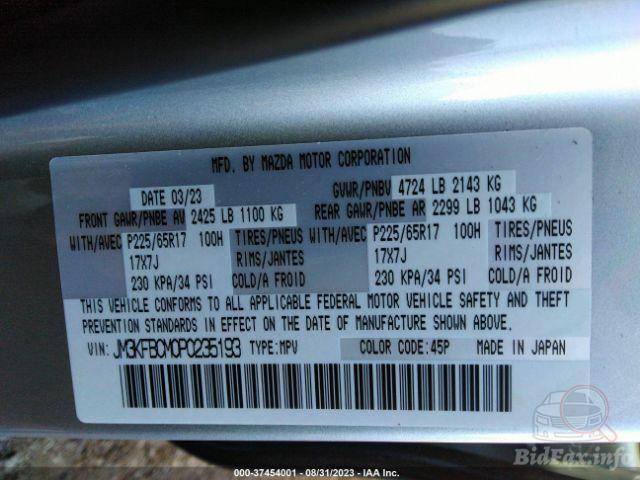 MFD. BY MAZDA MOTOR CORPORATION
DATE 03/23 GVWR/PNBV 4724 LB 2143 KG
FRONT GAWR/PNBE AV 2425 LB 1100 KG REAR GAWR/PNBE AR 2299 LB 1043 KG
WITH/AVEC P225/65R17 100H TIRES/PNEUS WITH/AVEC P225/65R17 100H TIRES/PNEUS
17X7J RIMS/JANTES 17X7J RIMS/JANTES
230 KPA/34 PSI COLD/A FROID 230 KPA/34 PSI COLD/A FROID
THIS VEHICLE CONFORMS TO ALL APPLICABLE FEDERAL MOTOR VEHICLE SAFETY AND THEFT
PREVENTION STANDARDS IN EFFECT ON THE DATE OF MANUFACTURE SHOWN ABOVE.
VIN: JM3KFBCM0P0235193 TYPE:MPV COLOR CODE:45P MADE IN JAPAN
BidFax.info
000-37454001 - 08/31/2023 - IAA Inc.